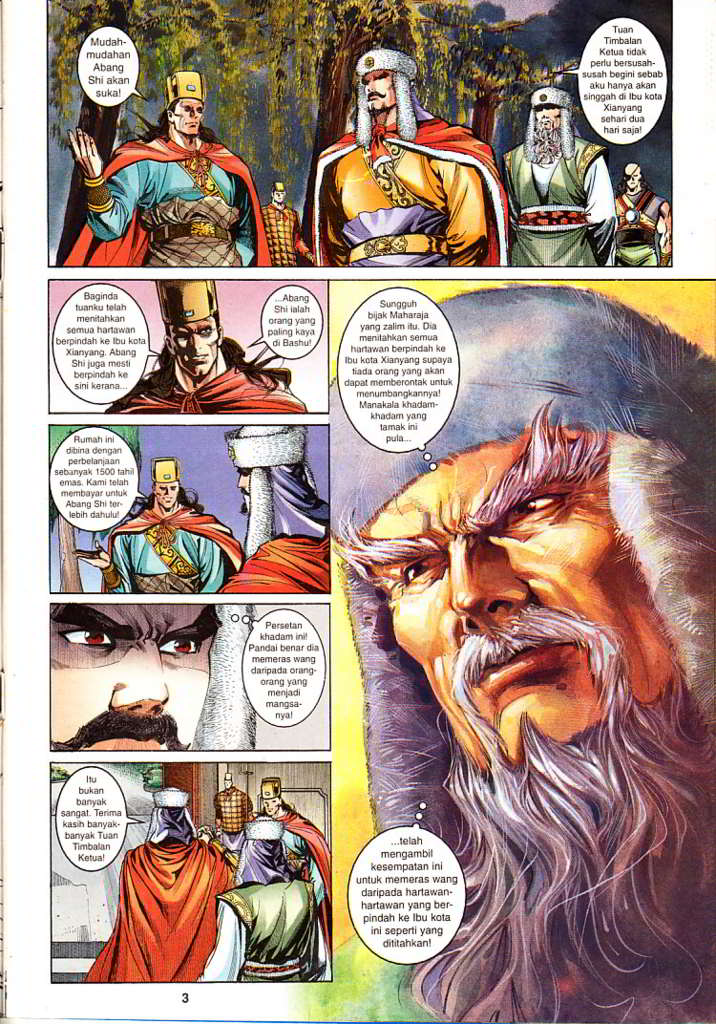 Mudah-
mudahan
Abang
Shi akan
suka!
Tuan
Timbalan
Ketua tidak
perlu bersusah-
susah begini sebab
aku hanya akan
singgah di Ibu kota
Xianyang
sehari dua
hari saja!
Baginda
tuanku telah
menitahkan
semua hartawan
berpindah ke Ibu kota
Xianyang. Abang
Shi juga mesti
berpindah ke
sini kerana...
...Abang
Shi ialah
orang yang
paling kaya
di Bashu!
Sungguh
bijak Maharaja
yang zalim itu. Dia
menitahkan semua
hartawan berpindah ke
Ibu kota Xianyang supaya
tiada orang yang akan
dapat memberontak untuk
menumbangkannya!
Manakala khadam-
khadam yang
tamak ini
pula...
Rumah ini
dibina dengan
perbelanjaan
sebanyak 1500 tahil
emas. Kami telah
membayar untuk
Abang Shi ter-
lebih dahulu!
Persetan
khadam ini!
Pandai benar dia
memeras wang
daripada orang-
orang yang
menjadi
mangsa-
nya!
Itu
bukan
banyak
sangat. Terima
kasih banyak-
banyak Tuan
Timbalan
Ketua!
...telah
mengambil
kesempatan ini
untuk memeras wang
daripada hartawan-
hartawan yang ber-
pindah ke Ibu kota
ini seperti yang
dititahkan!
3